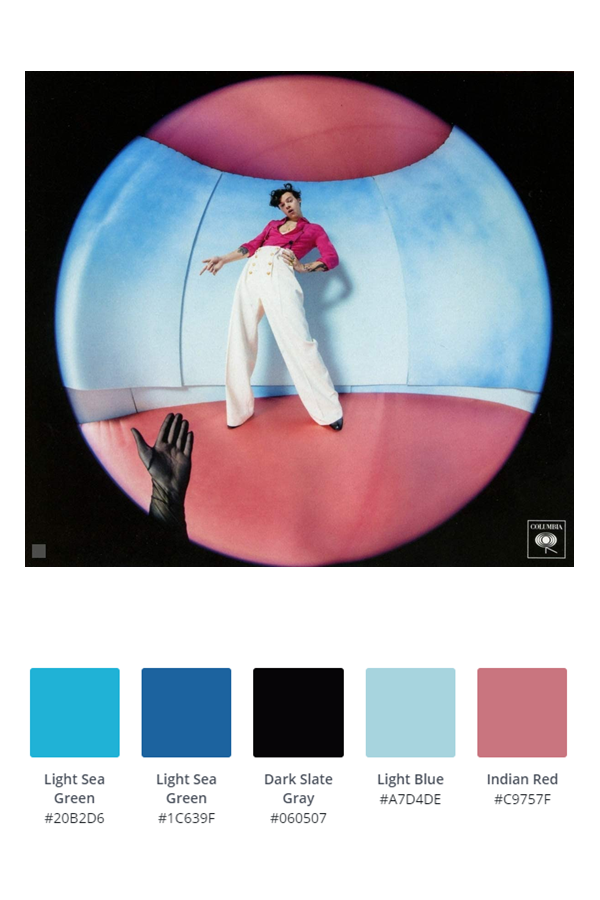 COLUMBIA
Light Sea
Green
#20B2D6
Light Sea
Green
#1C639F
Dark Slate
Gray
#060507
Light Blue
#A7D4DE
Indian Red
#C9757F